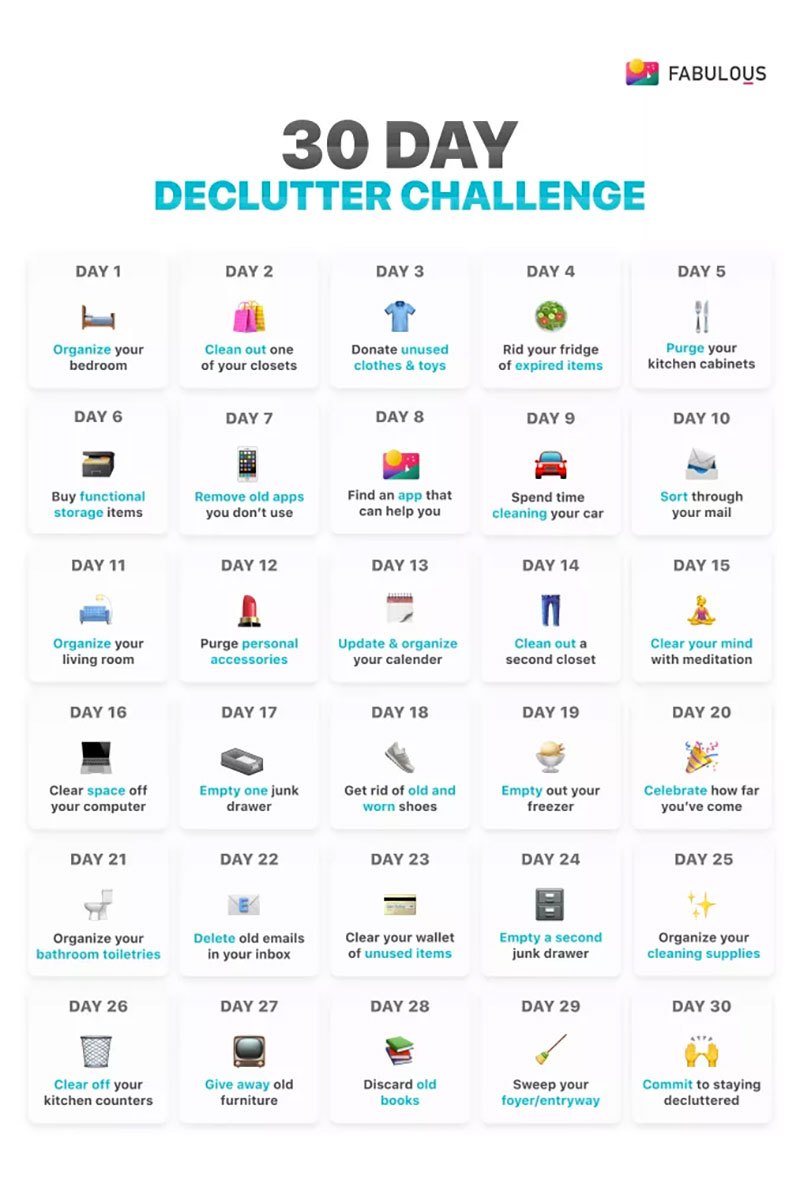 FABULOUS
30 DAY
DECLUTTER CHALLENGE
DAY 1
Organize your
bedroom
DAY 2
Clean out one
of your closets
DAY 3
Donate unused
clothes & toys
DAY 4
Rid your fridge
of expired items
DAY 5
Purge your
kitchen cabinets
DAY 6
Buy functional
storage items
DAY 7
Remove old apps
you don't use
DAY 8
Find an app that
can help you
DAY 9
Spend time
cleaning your car
DAY 10
Sort through
your mail
DAY 11
Organize your
living room
DAY 12
Purge personal
accessories
DAY 13
Update & organize
your calender
DAY 14
Clean out a
second closet
DAY 15
Clear your mind
with meditation
DAY 16
Clear space off
your computer
DAY 17
Empty one junk
drawer
DAY 18
Get rid of old and
worn shoes
DAY 19
Empty out your
freezer
DAY 20
Celebrate how far
you've come
DAY 21
Organize your
bathroom toiletries
DAY 22
E
Delete old emails
in your inbox
DAY 23
Clear your wallet
of unused items
DAY 24
Empty a second
junk drawer
DAY 25
Organize your
cleaning supplies
DAY 26
Clear off your
kitchen counters
DAY 27
Give away old
furniture
DAY 28
Discard old
books
DAY 29
Sweep your
foyer/entryway
DAY 30
Commit to staying
decluttered